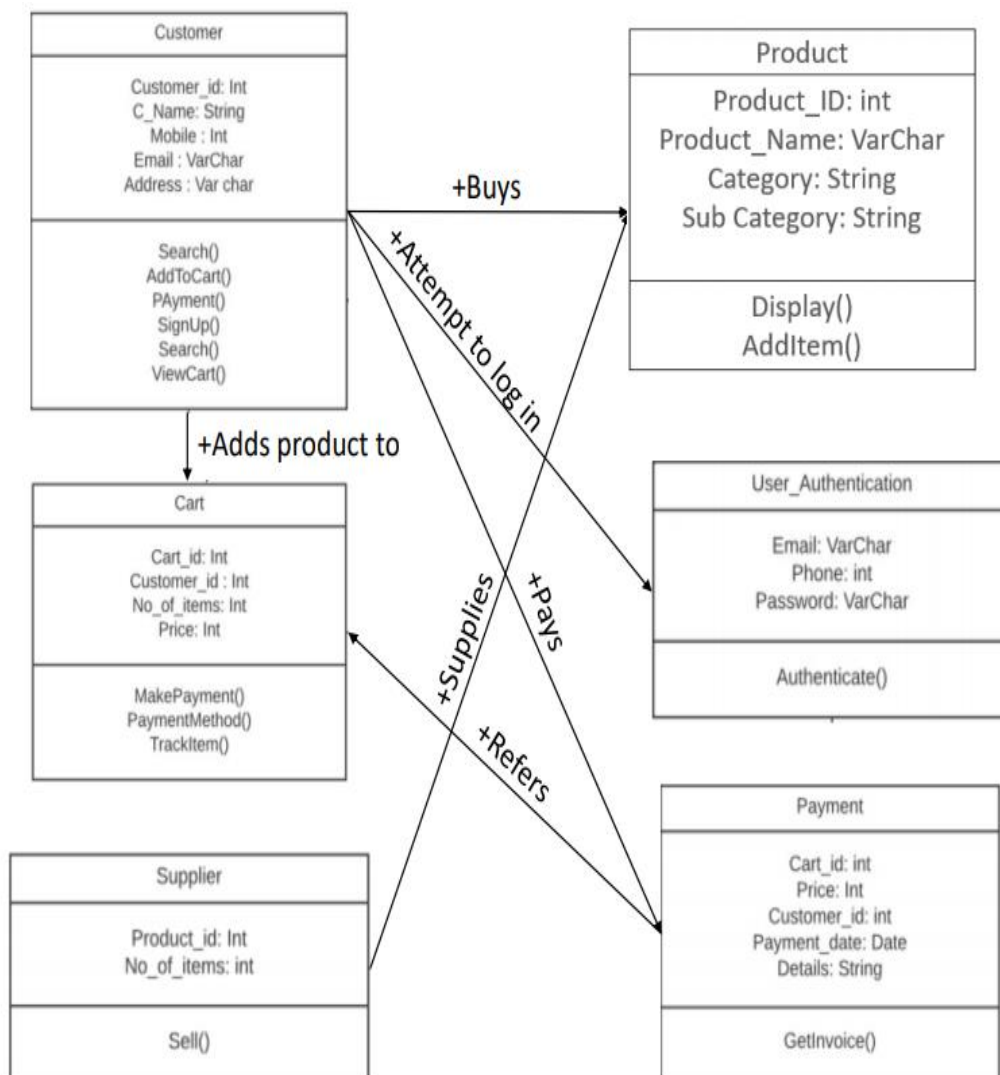 Customer
Customer_id: Int
C_Name: String
Mobile : Int
Email : VarChar
Address : Var char
Search()
AddToCart()
PAyment()
SignUp()
Search()
ViewCart()
Product
Product_ID: int
Product_Name: VarChar
Category: String
Sub Category: String
Display()
AddItem()
+Buys
+Attempt to log in
+Adds product to
Cart
Cart_id: Int
Customer_id : Int
No_of_items: Int
Price: Int
MakePayment()
PaymentMethod()
TrackItem()
User_Authentication
Email: VarChar
Phone: int
Password: VarChar
Authenticate()
+Supplies
+Pays
+Refers
Supplier
Product_id: Int
No_of_items: int
Sell()
Payment
Cart_id: int
Price: Int
Customer_id: int
Payment_date: Date
Details: String
GetInvoice()